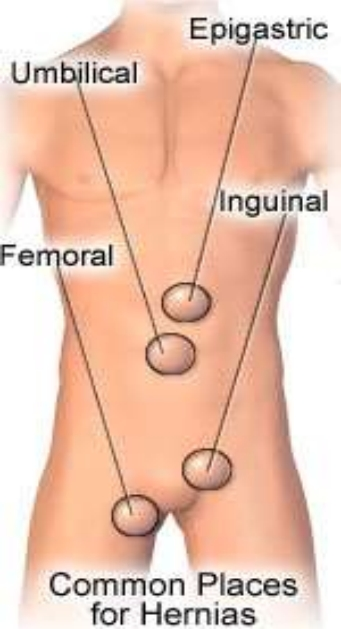 Epigastric
Umbilical
Inguinal
Femoral
Common Places
for Hernias